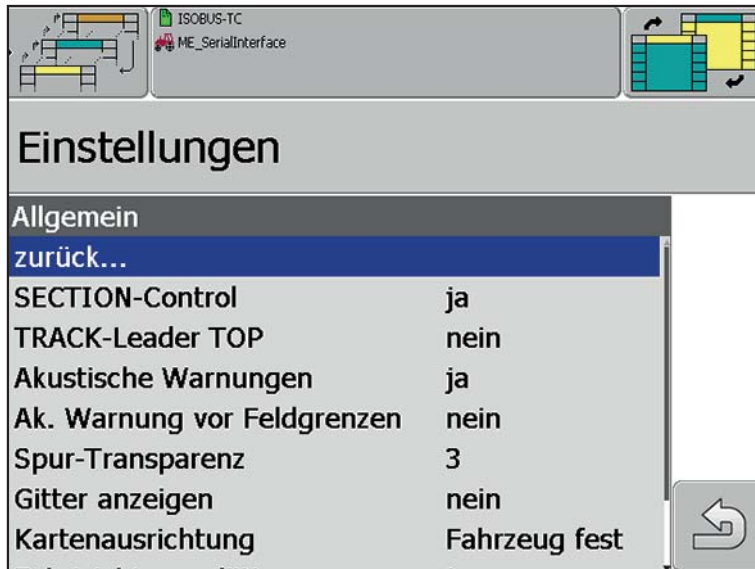 ISOBUS-TC
ME_SerialInterface
Einstellungen
Allgemein
zurück...
SECTION-Control ja
TRACK-Leader TOP nein
Akustische Warnungen ja
Ak. Warnung vor Feldgrenzen nein
Spur-Transparenz 3
Gitter anzeigen nein
Kartenausrichtung Fahrzeug fest